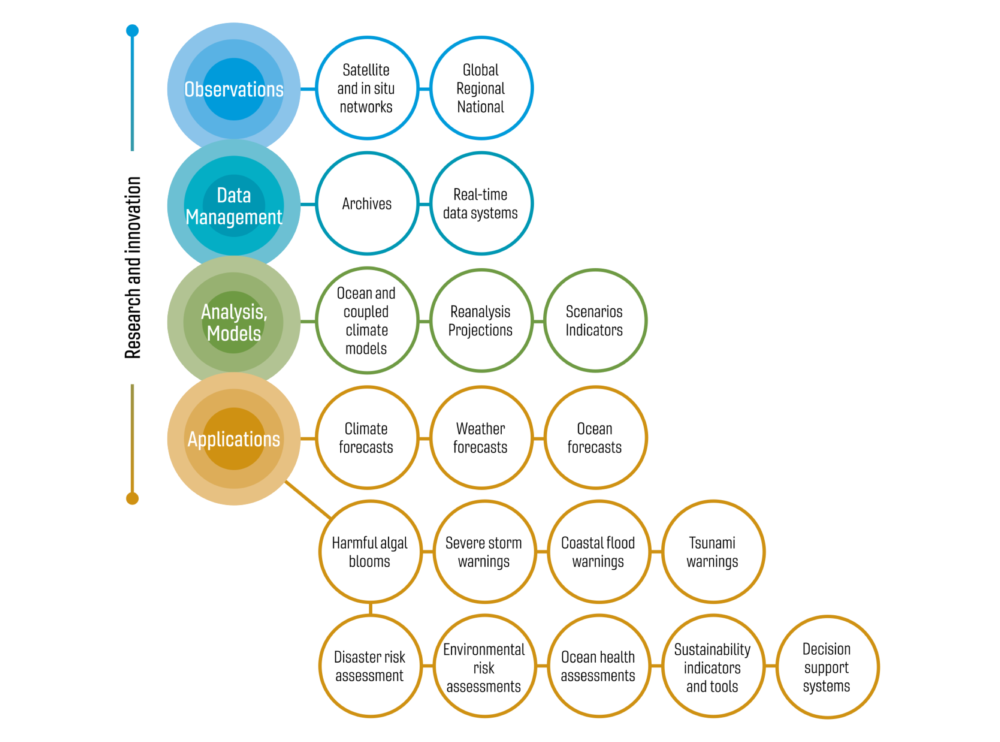 Research and innovation
Observations
Satellite
and in situ
networks
Global
Regional
National
Data
Management
Archives
Real-time
data systems
Analysis,
Models
Ocean and
coupled
climate
models
Reanalysis
Projections
Scenarios
Indicators
Applications
Climate
forecasts
Weather
forecasts
Ocean
forecasts
Harmful algal
blooms
Severe storm
warnings
Coastal flood
warnings
Tsunami
warnings
Disaster risk
assessment
Environmental
risk
assessments
Ocean health
assessments
Sustainability
indicators
and tools
Decision
support
systems